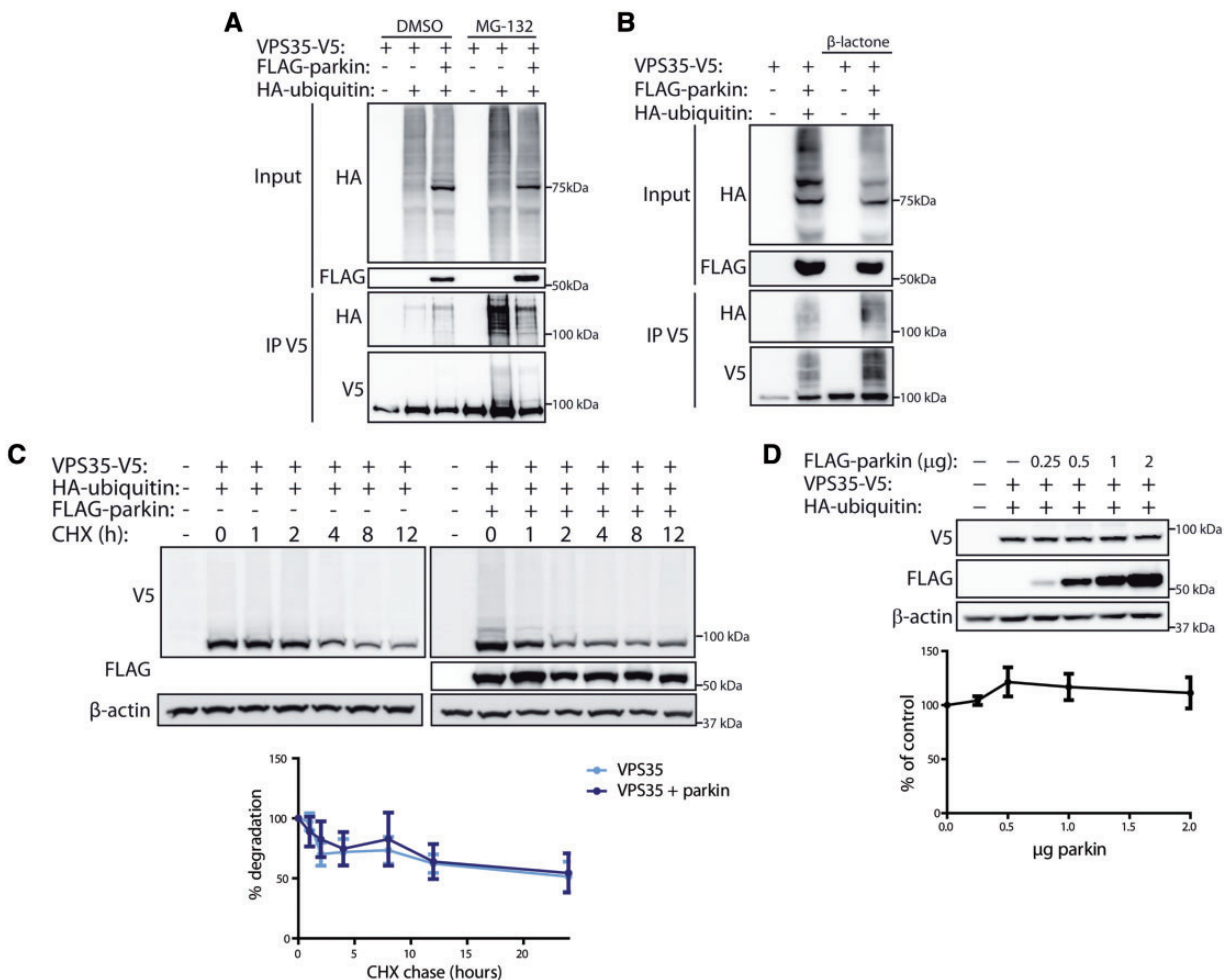 A
DMSO MG-132
VPS35-V5: + + + + + +
FLAG-parkin: - - + - - +
HA-ubiquitin: - + + - + +
Input
HA
75kDa
FLAG
50kDa
IP V5
HA
100 kDa
V5
100 kDa
B
β-lactone
VPS35-V5: + + + +
FLAG-parkin: - + - +
HA-ubiquitin: - + - +
Input
HA
75kDa
FLAG
50kDa
IP V5
HA
100 kDa
V5
100 kDa
C
VPS35-V5: - + + + + + + - + + + + + +
HA-ubiquitin: - + + + + + + - + + + + + +
FLAG-parkin: - - - - - - - - + + + + + +
CHX (h): - 0 1 2 4 8 12 - 0 1 2 4 8 12
V5
100 kDa
FLAG
50 kDa
β-actin
37 kDa
% degradation
150
100
50
0
0 5 10 15 20
CHX chase (hours)
VPS35
VPS35 + parkin
D
FLAG-parkin (μg): – – 0.25 0.5 1 2
VPS35-V5: – + + + + +
HA-ubiquitin: – + + + + +
V5
100 kDa
FLAG
50 kDa
β-actin
37 kDa
% of control
150
100
50
0
0.0 0.5 1.0 1.5 2.0
μg parkin